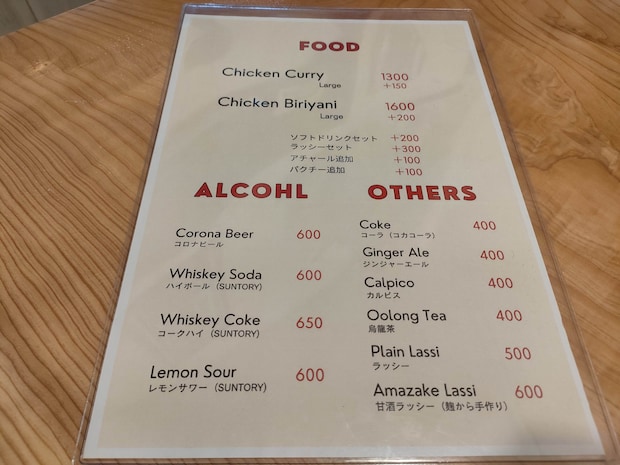 FOOD
Chicken Curry 1300
Large +150
Chicken Biriyani 1600
Large +200
ソフトドリンクセット +200
ラッシーセット +300
アチャール追加 +100
パクチー追加 +100
ALCOHL
Corona Beer 600
コロナビール
Whiskey Soda 600
ハイボール（SUNTORY）
Whiskey Coke 650
コークハイ（SUNTORY）
Lemon Sour 600
レモンサワー（SUNTORY）
OTHERS
Coke 400
コーラ（コカコーラ）
Ginger Ale 400
ジンジャーエール
Calpico 400
カルピス
Oolong Tea 400
烏龍茶
Plain Lassi 500
ラッシー
Amazake Lassi 600
甘酒ラッシー（麹から手作り）